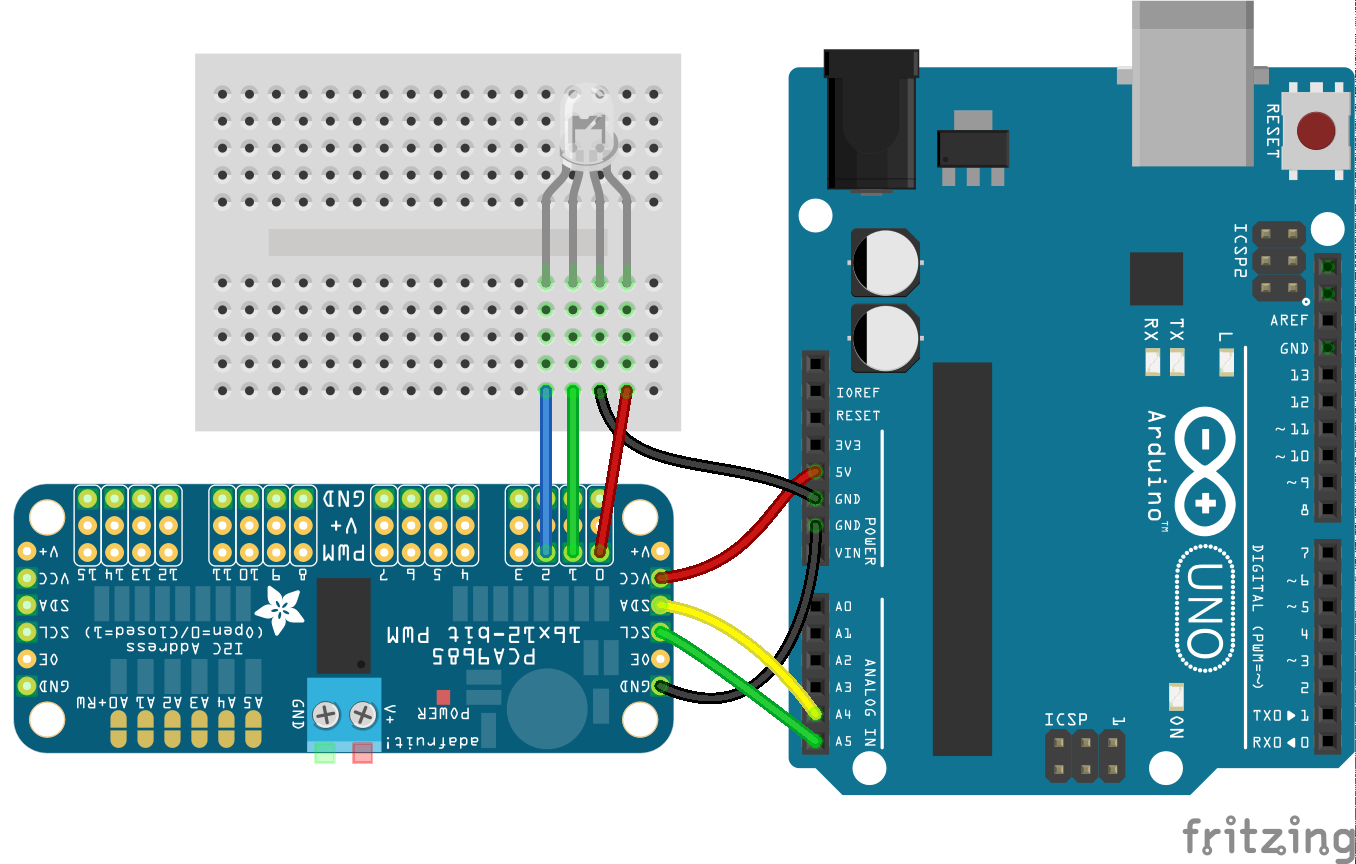 RESET
ICSP2
IOREF
RESET
3V3
5V
GND
GND
VIN
POWER
A0
A1
A2
A3
A4
A5
ANALOG IN
RX
TX
L
Arduino™
UNO
AREF
GND
13
12
~11
~10
~9
8
7
~6
~5
4
~3
2
TX0▶1
RX0◀0
DIGITAL (PWM=~)
ICSP
1
ON
GND
V+
PWM
15 14 13 12
11 10 9 8
7 6 5 4
3 2 1 0
V+
VCC
SDA
SCL
OE
GND
V+
VCC
SDA
SCL
OE
GND
16x12-bit PWM
PCA9685
I2C Address
(Open=0/Closed=1)
A5 A4 A3 A2 A1 A0+RW
GND
V+
POWER
adafruit!
fritzing